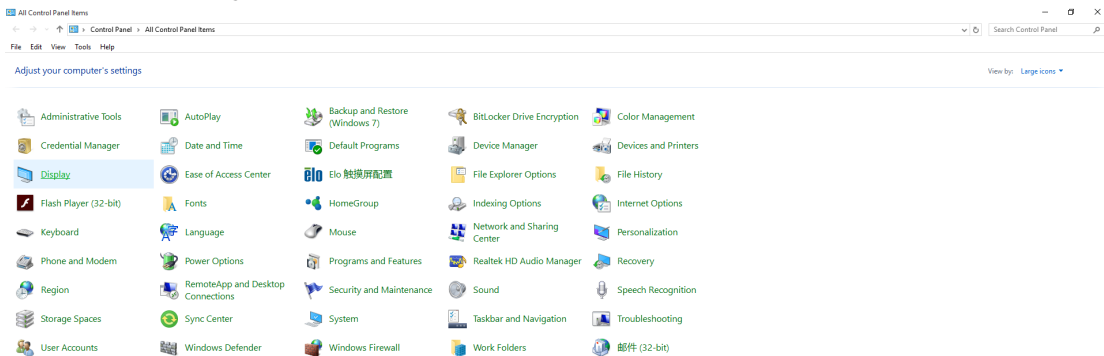 All Control Panel Items
Control Panel > All Control Panel Items
Search Control Panel
File Edit View Tools Help
Adjust your computer's settings
View by: Large icons
Administrative Tools
AutoPlay
Backup and Restore
(Windows 7)
BitLocker Drive Encryption
Color Management
Credential Manager
Date and Time
Default Programs
Device Manager
Devices and Printers
Display
Ease of Access Center
elo
Elo 触摸屏配置
File Explorer Options
File History
Flash Player (32-bit)
Fonts
HomeGroup
Indexing Options
Internet Options
Keyboard
Language
Mouse
Network and Sharing
Center
Personalization
Phone and Modem
Power Options
Programs and Features
Realtek HD Audio Manager
Recovery
Region
RemoteApp and Desktop
Connections
Security and Maintenance
Sound
Speech Recognition
Storage Spaces
Sync Center
System
Taskbar and Navigation
Troubleshooting
User Accounts
Windows Defender
Windows Firewall
Work Folders
邮件 (32-bit)